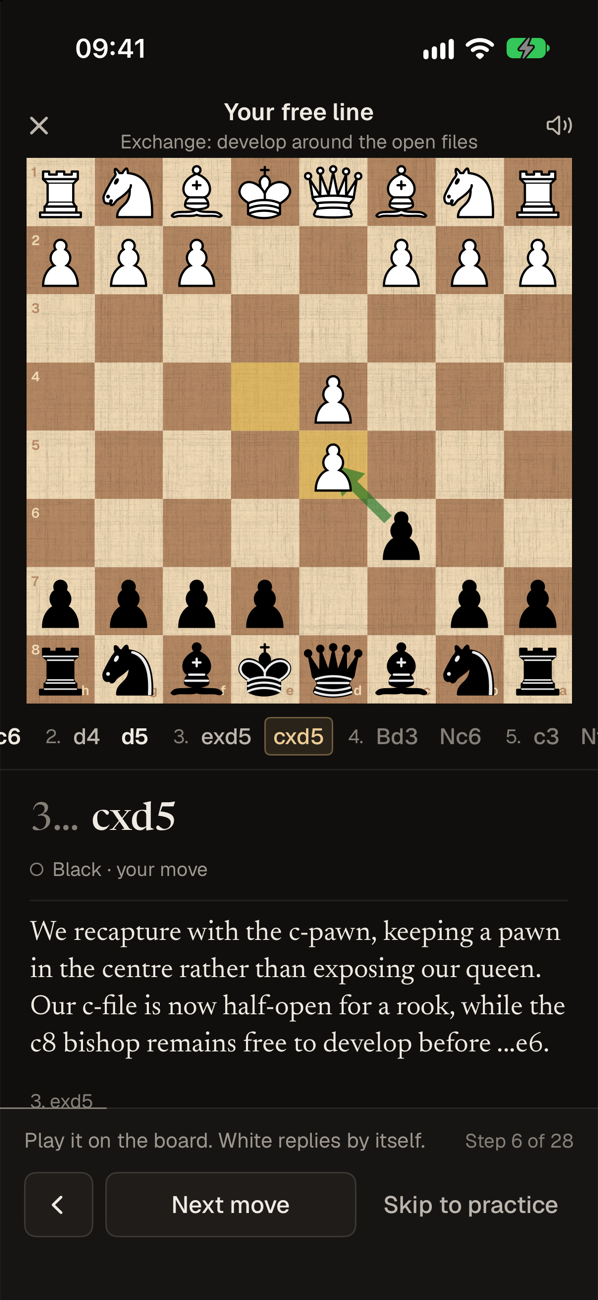 09:41
Your free line
Exchange: develop around the open files
1
2
3
4
5
6
7
8
h g f e d c b a
c6 2. d4 d5 3. exd5 cxd5 4. Bd3 Nc6 5. c3
3... cxd5
Black · your move
We recapture with the c-pawn, keeping a pawn
in the centre rather than exposing our queen.
Our c-file is now half-open for a rook, while the
c8 bishop remains free to develop before ...e6.
3. exd5
Play it on the board. White replies by itself. Step 6 of 28
Next move Skip to practice